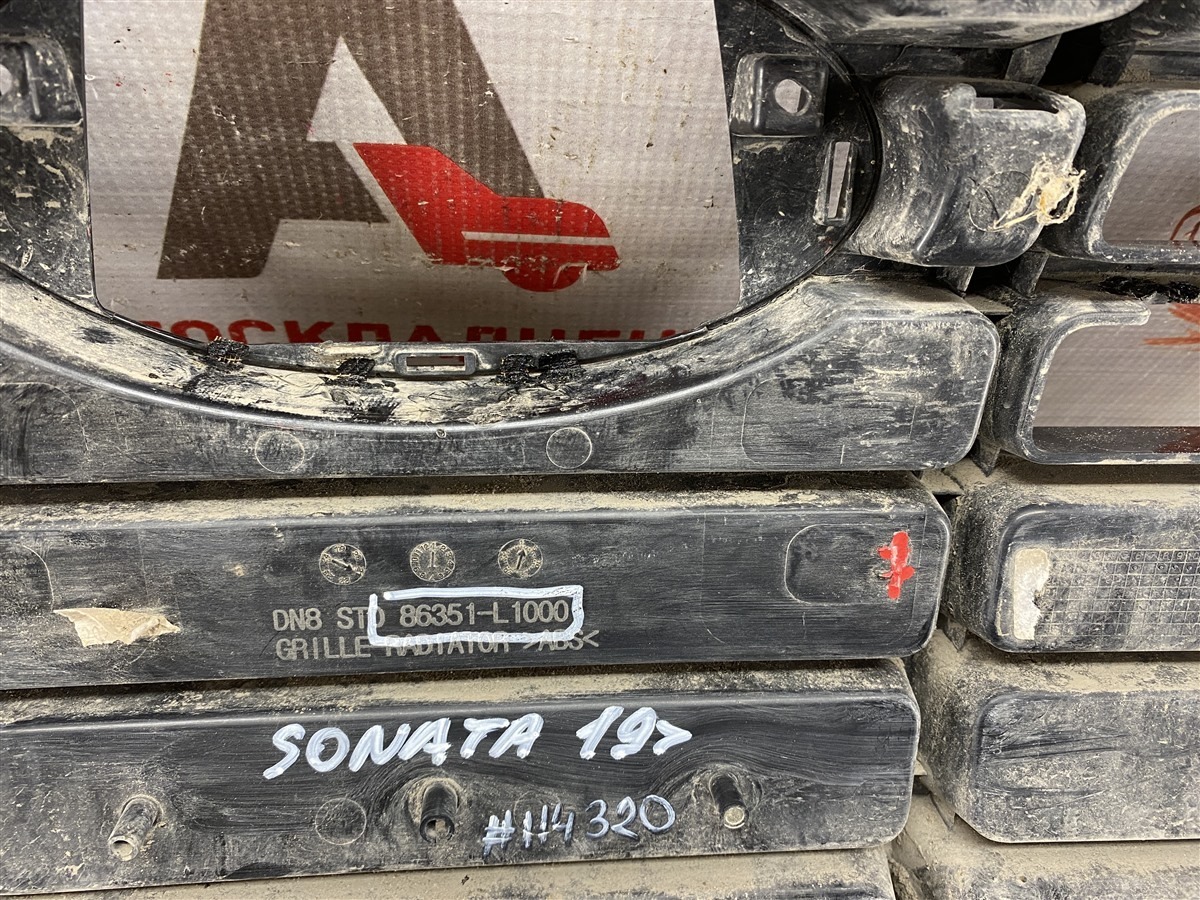 А
DN8 STD 86351-L1000
GRILLE RADIATOR >ABS<
SONATA 19>
#114320